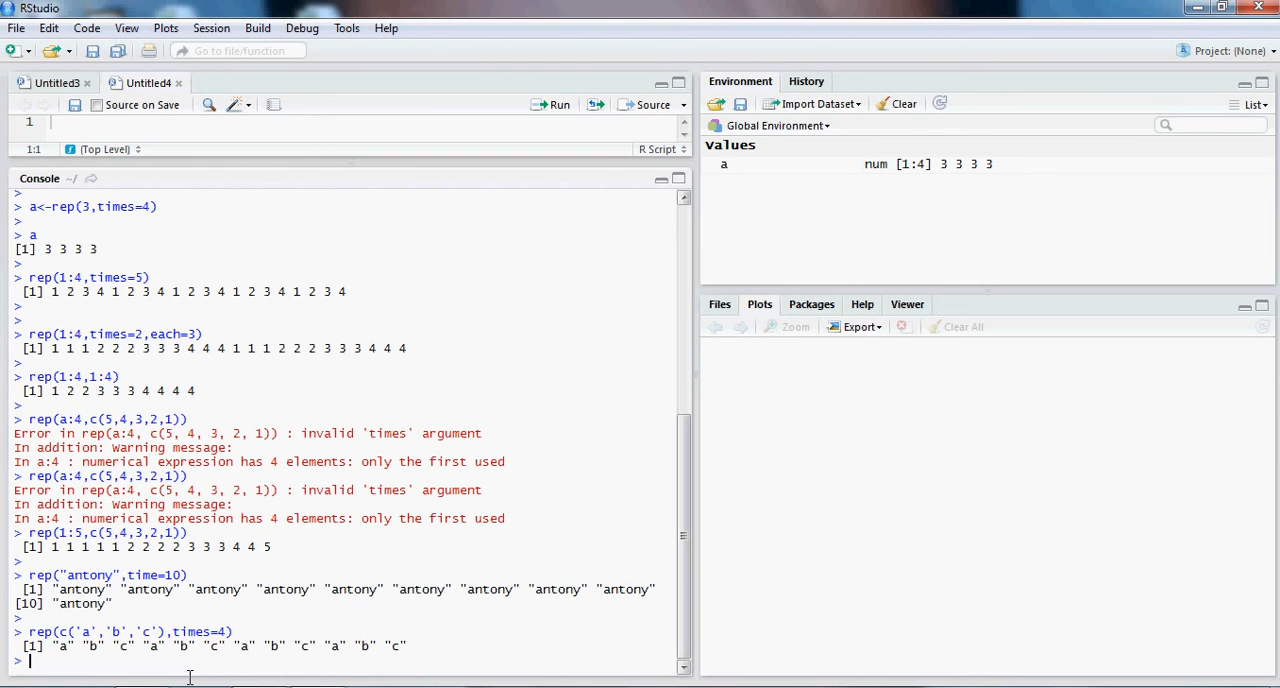 RStudio
File Edit Code View Plots Session Build Debug Tools Help
Go to file/function
Project: (None)
Untitled3 Untitled4
Source on Save Run Source
1
1:1 (Top Level) R Script
Console ~/
>
> a<-rep(3,times=4)
>
> a
[1] 3 3 3 3
>
> rep(1:4,times=5)
[1] 1 2 3 4 1 2 3 4 1 2 3 4 1 2 3 4 1 2 3 4
>
>
> rep(1:4,times=2,each=3)
[1] 1 1 1 2 2 2 3 3 3 4 4 4 1 1 1 2 2 2 3 3 3 4 4 4
>
> rep(1:4,1:4)
[1] 1 2 2 3 3 3 4 4 4 4
>
> rep(a:4,c(5,4,3,2,1))
Error in rep(a:4, c(5, 4, 3, 2, 1)) : invalid 'times' argument
In addition: Warning message:
In a:4 : numerical expression has 4 elements: only the first used
> rep(a:4,c(5,4,3,2,1))
Error in rep(a:4, c(5, 4, 3, 2, 1)) : invalid 'times' argument
In addition: Warning message:
In a:4 : numerical expression has 4 elements: only the first used
> rep(1:5,c(5,4,3,2,1))
[1] 1 1 1 1 1 2 2 2 2 3 3 3 4 4 5
>
> rep("antony",time=10)
[1] "antony" "antony" "antony" "antony" "antony" "antony" "antony" "antony" "antony"
[10] "antony"
>
> rep(c('a','b','c'),times=4)
[1] "a" "b" "c" "a" "b" "c" "a" "b" "c" "a" "b" "c"
>
Environment History
Import Dataset Clear List
Global Environment
Values
a num [1:4] 3 3 3 3
Files Plots Packages Help Viewer
Zoom Export Clear All